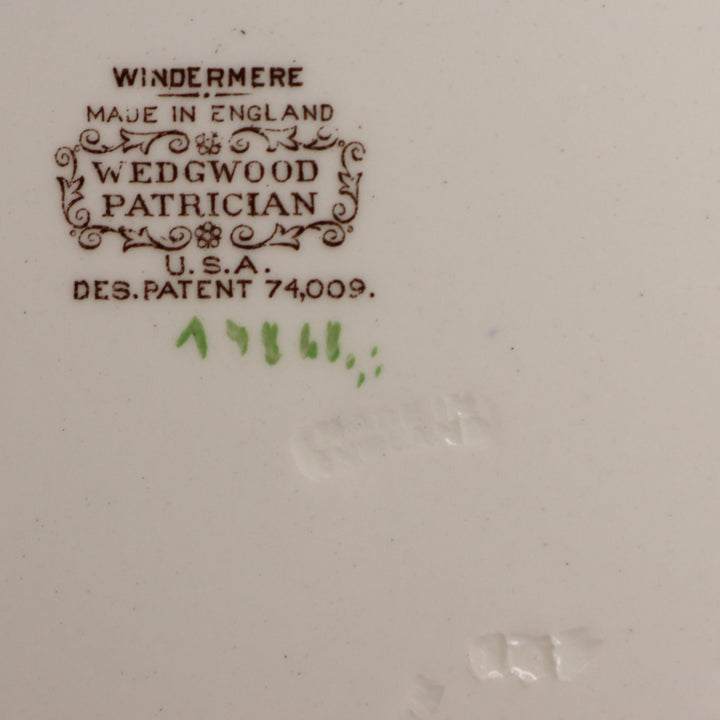 WINDERMERE
MADE IN ENGLAND
WEDGWOOD
PATRICIAN
U.S.A.
DES. PATENT 74,009.